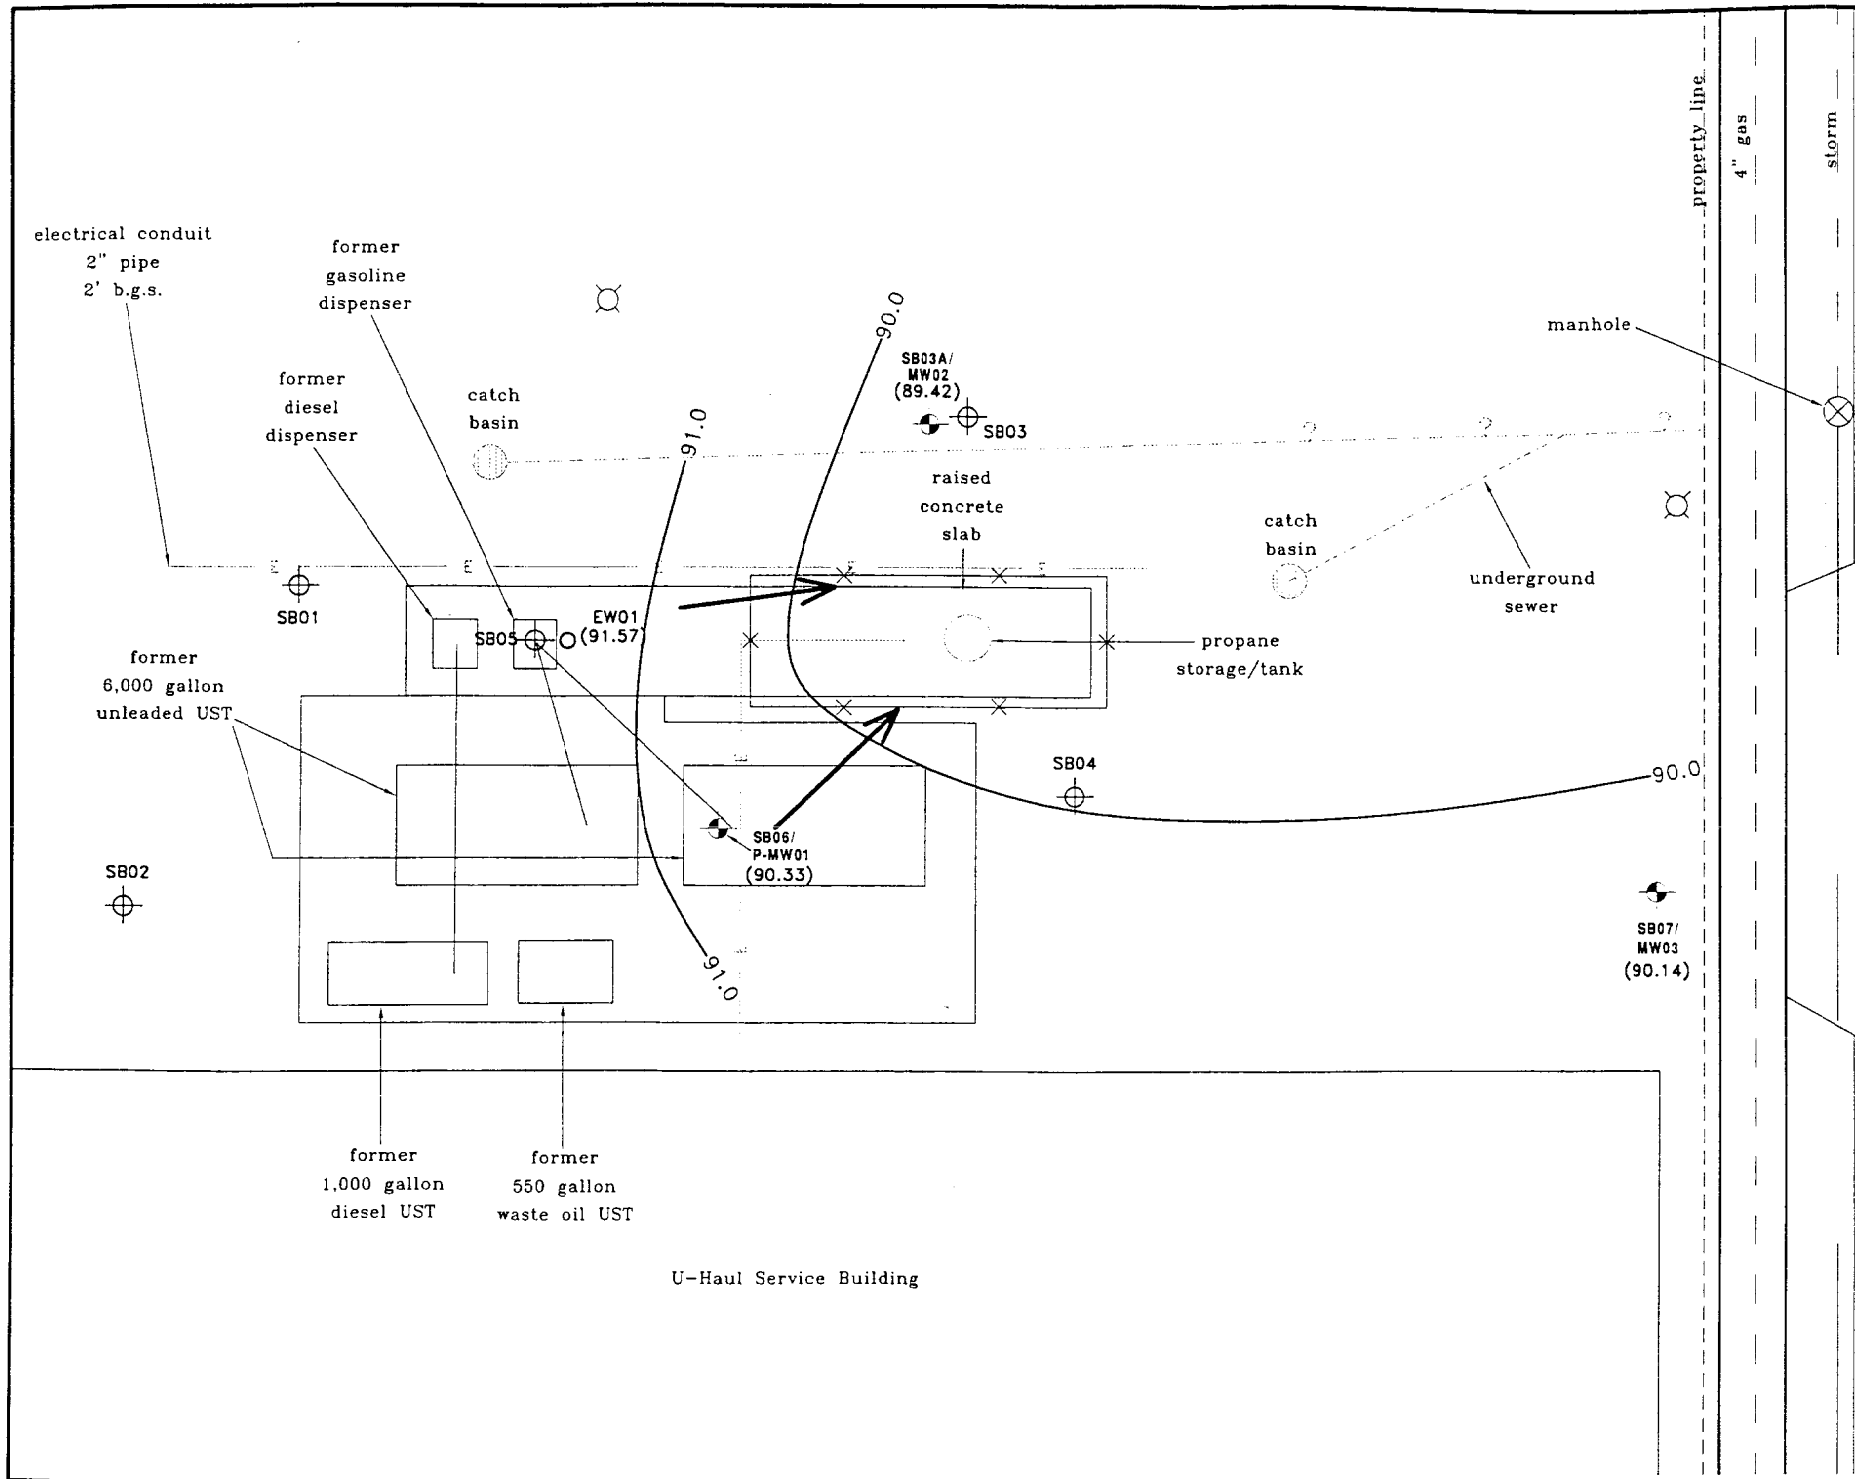 property line
4" gas
storm
electrical conduit
2" pipe
2' b.g.s.
former
gasoline
dispenser
90.0
manhole
SB03A/
MW02
(89.42)
SB03
former
diesel
dispenser
catch
basin
91.0
?
?
?
raised
concrete
slab
catch
basin
E
E
E
E
underground
sewer
SB01
SB05
EW01
(91.57)
propane
storage/tank
former
6,000 gallon
unleaded UST
E
SB04
90.0
SB06/
P-MW01
(90.33)
SB02
SB07/
MW03
(90.14)
E
91.0
former
1,000 gallon
diesel UST
former
550 gallon
waste oil UST
U-Haul Service Building